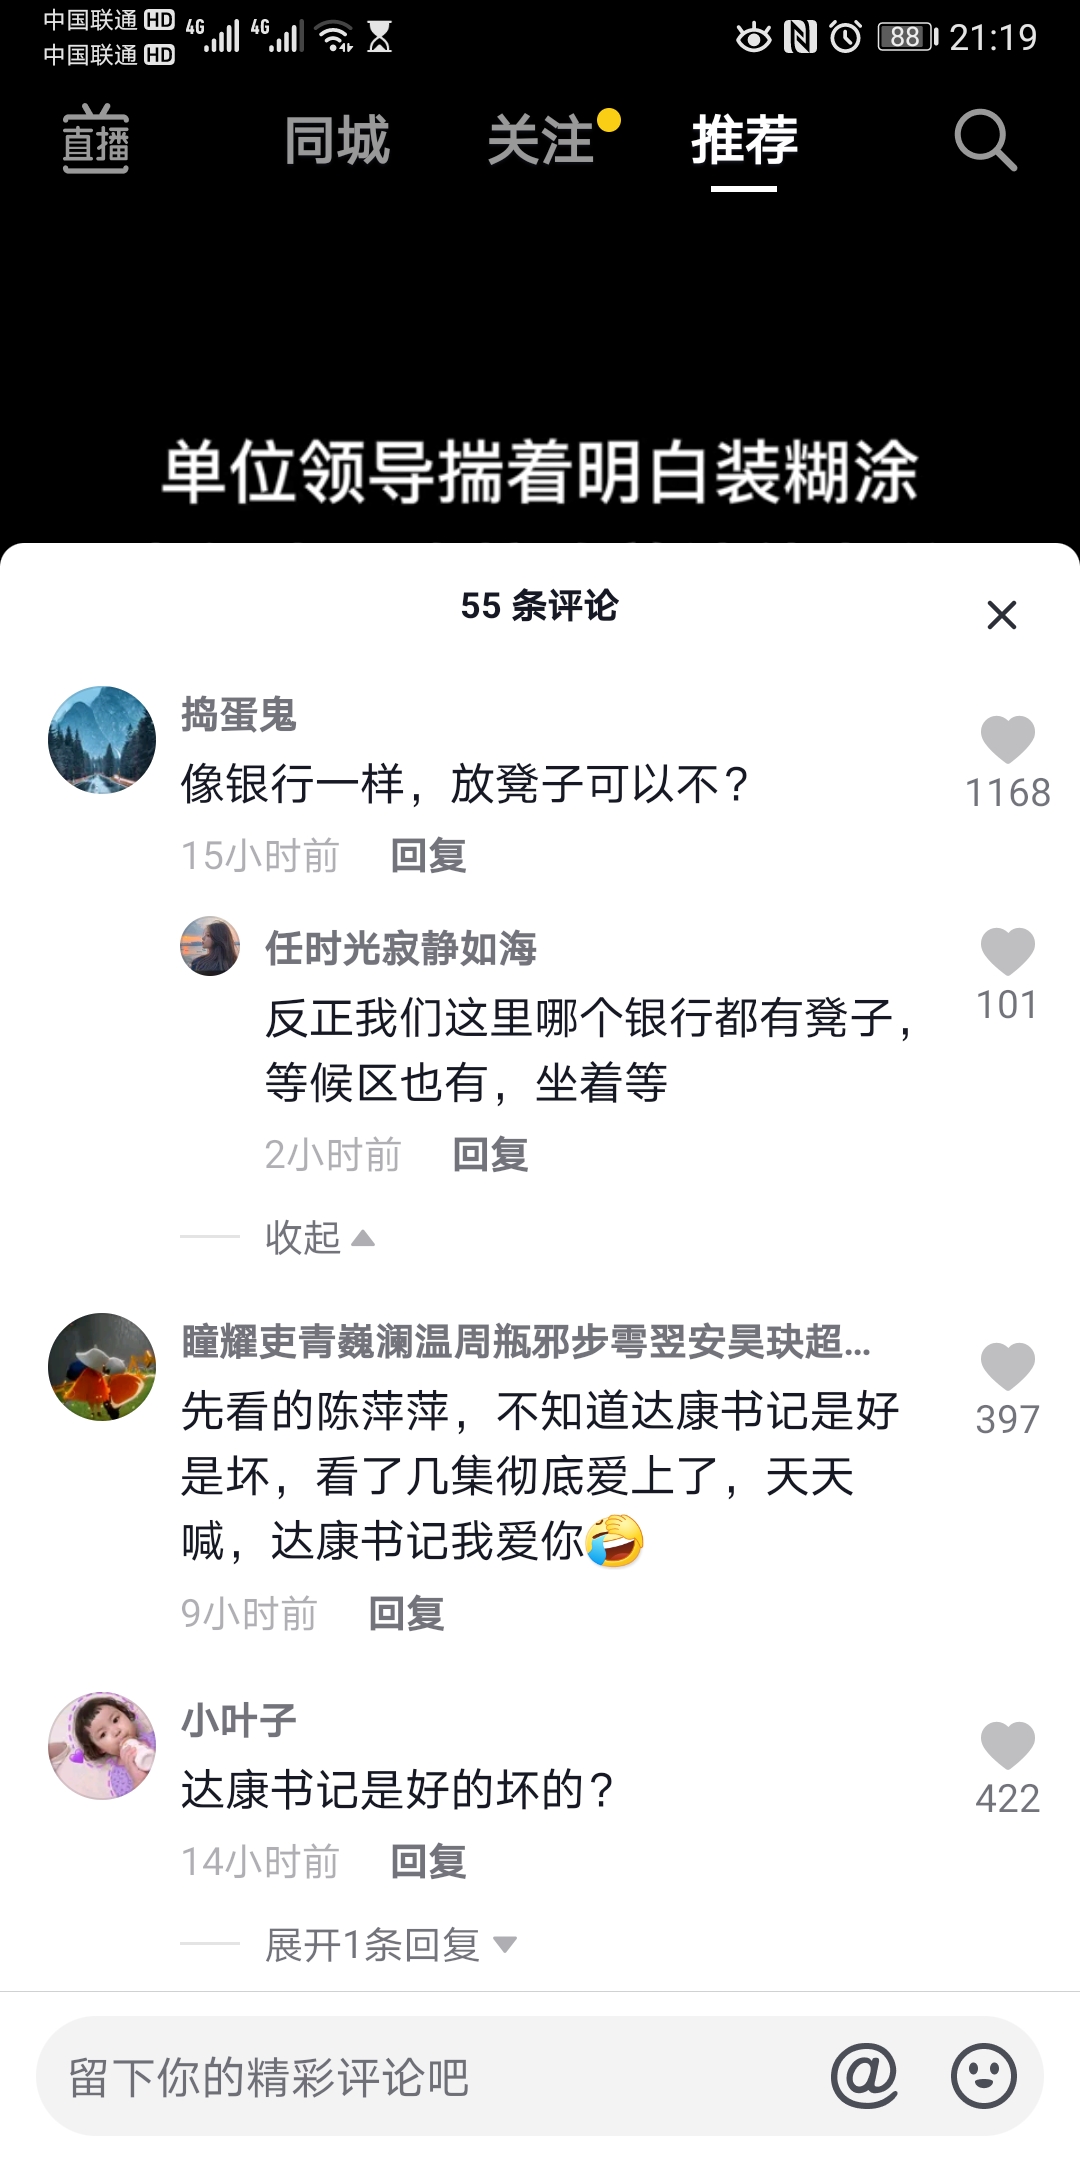 中国联通 HD 4G 4G 88 21:19
中国联通 HD
直播 同城 关注 推荐
单位领导揣着明白装糊涂
55 条评论
捣蛋鬼
像银行一样，放凳子可以不？
1168
15小时前 回复
任时光寂静如海
反正我们这里哪个银行都有凳子，
101
等候区也有，坐着等
2小时前 回复
收起
瞳耀吏青巍澜温周瓶邪步雩翌安昊玦超...
先看的陈萍萍，不知道达康书记是好
397
是坏，看了几集彻底爱上了，天天
喊，达康书记我爱你🤣
9小时前 回复
小叶子
达康书记是好的坏的？
422
14小时前 回复
展开1条回复
留下你的精彩评论吧 @